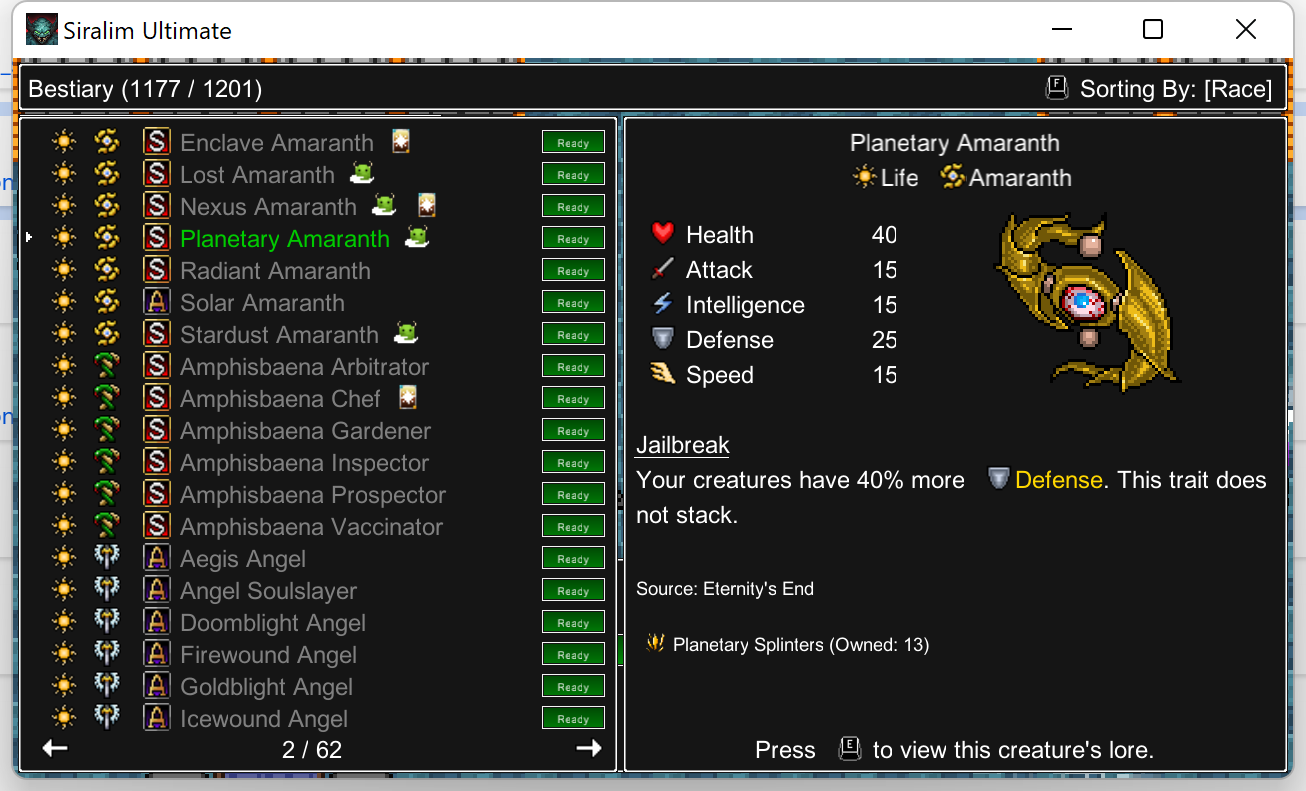 Siralim Ultimate
Bestiary (1177 / 1201)
F Sorting By: [Race]
S Enclave Amaranth Ready
S Lost Amaranth Ready
S Nexus Amaranth Ready
S Planetary Amaranth Ready
S Radiant Amaranth Ready
A Solar Amaranth Ready
S Stardust Amaranth Ready
S Amphisbaena Arbitrator Ready
S Amphisbaena Chef Ready
S Amphisbaena Gardener Ready
S Amphisbaena Inspector Ready
S Amphisbaena Prospector Ready
S Amphisbaena Vaccinator Ready
A Aegis Angel Ready
A Angel Soulslayer Ready
A Doomblight Angel Ready
A Firewound Angel Ready
A Goldblight Angel Ready
A Icewound Angel Ready
2 / 62
Planetary Amaranth
Life Amaranth
Health 40
Attack 15
Intelligence 15
Defense 25
Speed 15
Jailbreak
Your creatures have 40% more Defense. This trait does
not stack.
Source: Eternity's End
Planetary Splinters (Owned: 13)
Press E to view this creature's lore.